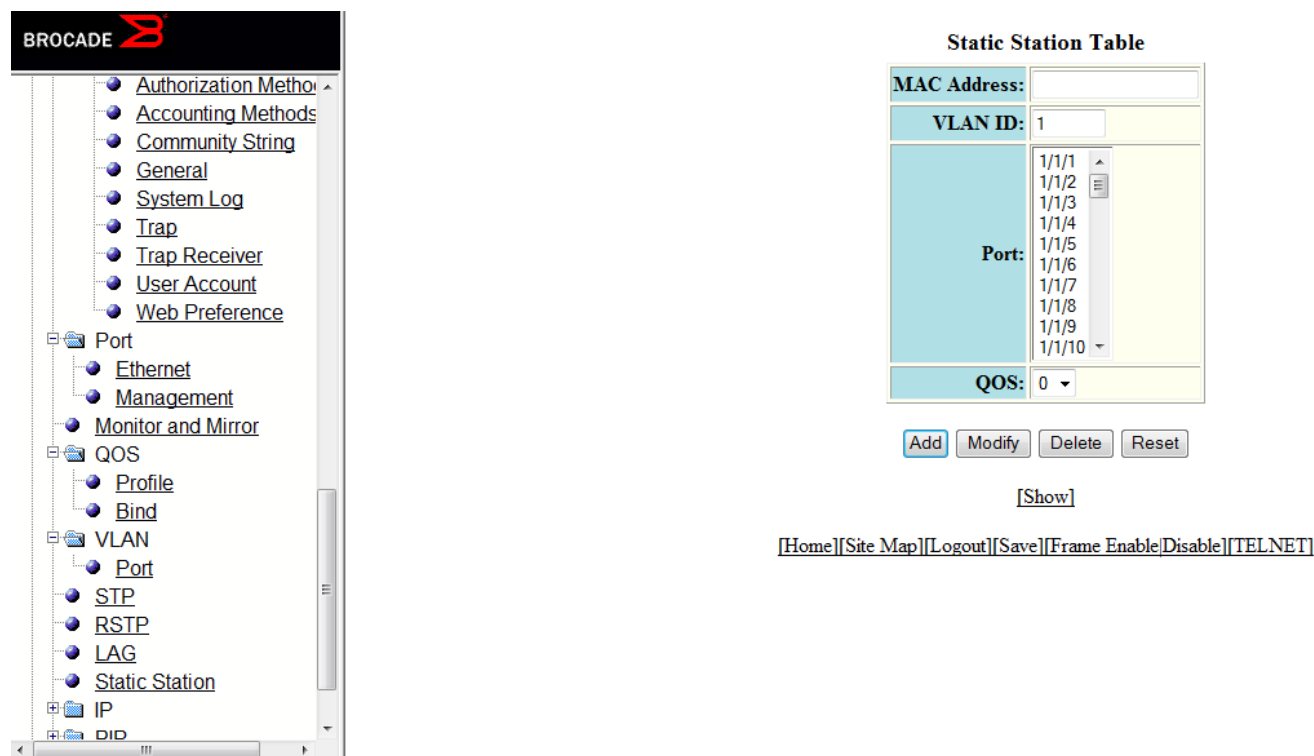 BROCADE
Authorization Metho
Accounting Methods
Community String
General
System Log
Trap
Trap Receiver
User Account
Web Preference
Port
Ethernet
Management
Monitor and Mirror
QOS
Profile
Bind
VLAN
Port
STP
RSTP
LAG
Static Station
IP
RIP
Static Station Table
MAC Address:
VLAN ID: 1
Port:
1/1/1
1/1/2
1/1/3
1/1/4
1/1/5
1/1/6
1/1/7
1/1/8
1/1/9
1/1/10
QOS: 0
Add Modify Delete Reset
[Show]
[Home][Site Map][Logout][Save][Frame Enable|Disable][TELNET]